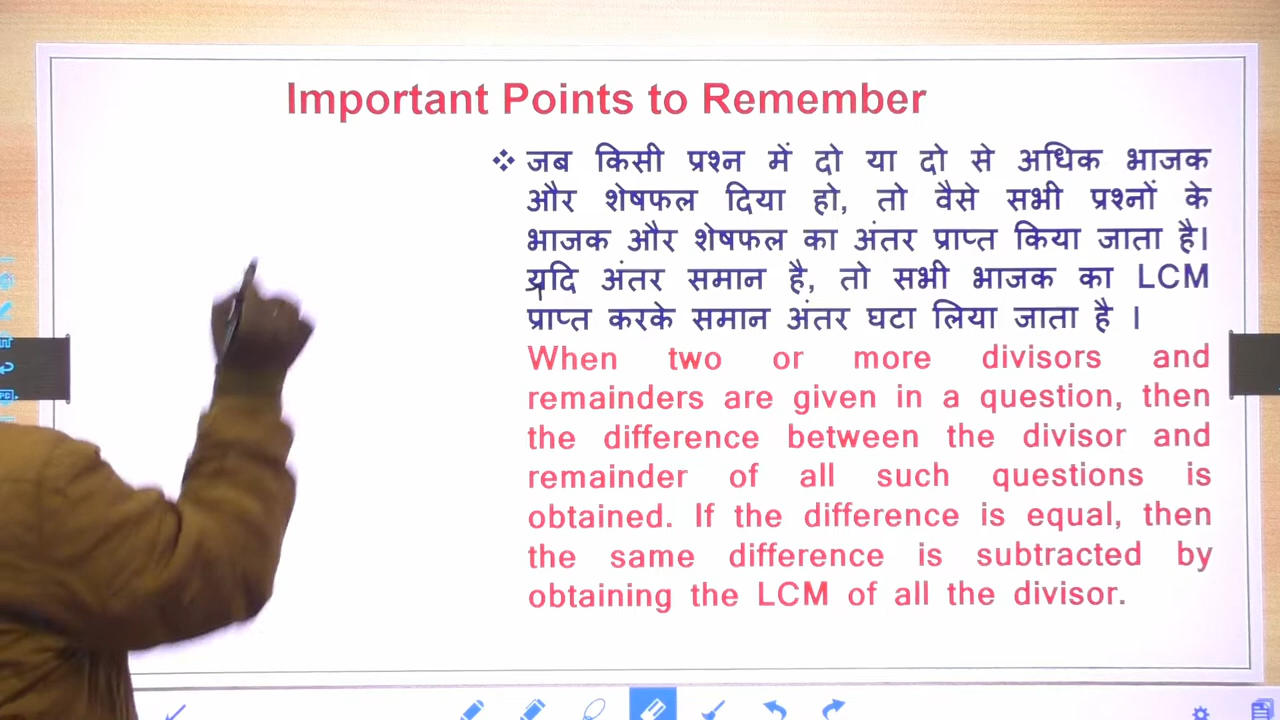 Important Points to Remember
❖ जब किसी प्रश्न में दो या दो से अधिक भाजक
और शेषफल दिया हो, तो वैसे सभी प्रश्नों के
भाजक और शेषफल का अंतर प्राप्त किया जाता है।
यदि अंतर समान है, तो सभी भाजक का LCM
प्राप्त करके समान अंतर घटा लिया जाता है ।
When two or more divisors and
remainders are given in a question, then
the difference between the divisor and
remainder of all such questions is
obtained. If the difference is equal, then
the same difference is subtracted by
obtaining the LCM of all the divisor.